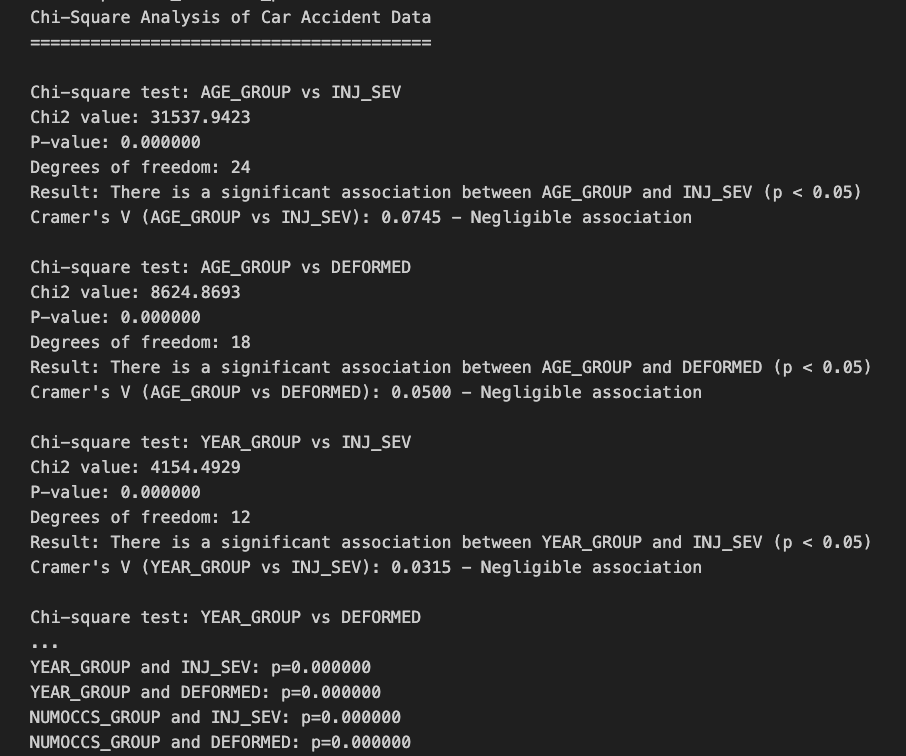 Chi-Square Analysis of Car Accident Data
========================================
Chi-square test: AGE_GROUP vs INJ_SEV
Chi2 value: 31537.9423
P-value: 0.000000
Degrees of freedom: 24
Result: There is a significant association between AGE_GROUP and INJ_SEV (p < 0.05)
Cramer's V (AGE_GROUP vs INJ_SEV): 0.0745 – Negligible association
Chi-square test: AGE_GROUP vs DEFORMED
Chi2 value: 8624.8693
P-value: 0.000000
Degrees of freedom: 18
Result: There is a significant association between AGE_GROUP and DEFORMED (p < 0.05)
Cramer's V (AGE_GROUP vs DEFORMED): 0.0500 – Negligible association
Chi-square test: YEAR_GROUP vs INJ_SEV
Chi2 value: 4154.4929
P-value: 0.000000
Degrees of freedom: 12
Result: There is a significant association between YEAR_GROUP and INJ_SEV (p < 0.05)
Cramer's V (YEAR_GROUP vs INJ_SEV): 0.0315 – Negligible association
Chi-square test: YEAR_GROUP vs DEFORMED
...
YEAR_GROUP and INJ_SEV: p=0.000000
YEAR_GROUP and DEFORMED: p=0.000000
NUMOCCS_GROUP and INJ_SEV: p=0.000000
NUMOCCS_GROUP and DEFORMED: p=0.000000